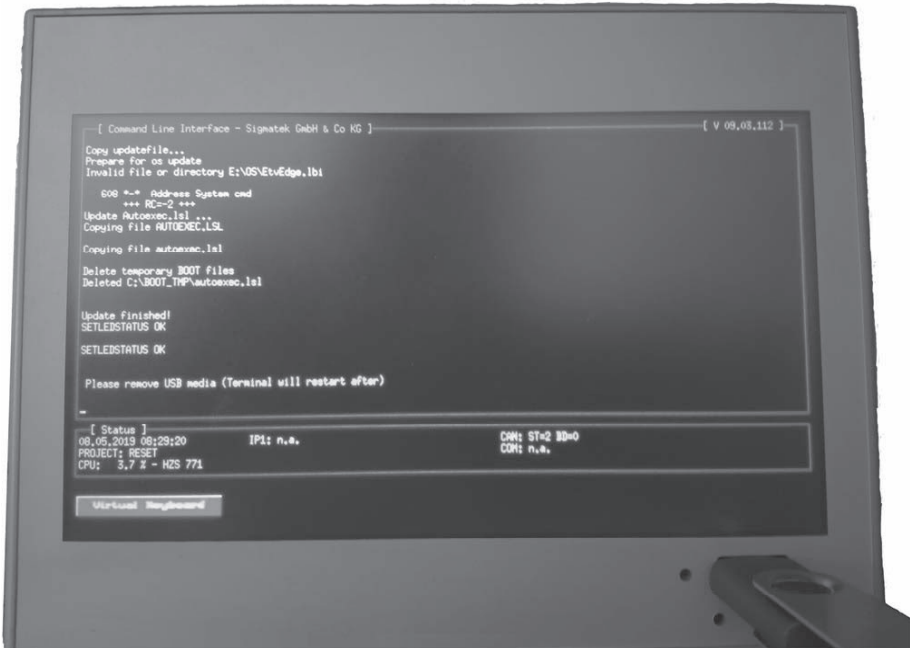 [ Command Line Interface - Sigmatek GmbH & Co KG ] [ V 09.03.112 ]
Copy updatefile...
Prepare for os update
Invalid file or directory E:\OS\EtvEdge.lbi
608 *-* Address System cmd
+++ RC=-2 +++
Update Autoexec.lsl ...
Copying file AUTOEXEC.LSL
Copying file autoexec.lsl
Delete temporary BOOT files
Deleted C:\BOOT_TMP\autoexec.lsl
Update finished!
SETLEDSTATUS OK
SETLEDSTATUS OK
Please remove USB media (Terminal will restart after)
[ Status ]
08.05.2019 08:29:20 IP1: n.a. CAN: ST=2 BD=0
PROJECT: RESET COM: n.a.
CPU: 3.7 % - HZS 771
Virtual Keyboard